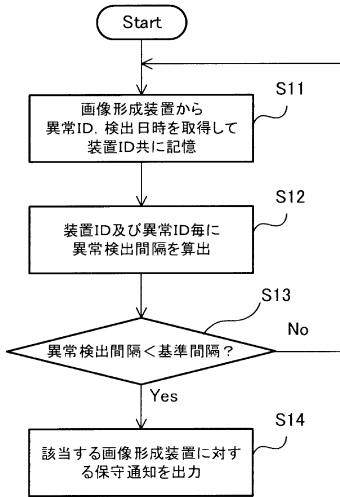 Start
S11
画像形成装置から
異常ID，検出日時を取得して
装置ID共に記憶
S12
装置ID及び異常ID毎に
異常検出間隔を算出
S13
異常検出間隔＜基準間隔？
No
Yes
S14
該当する画像形成装置に対す
る保守通知を出力